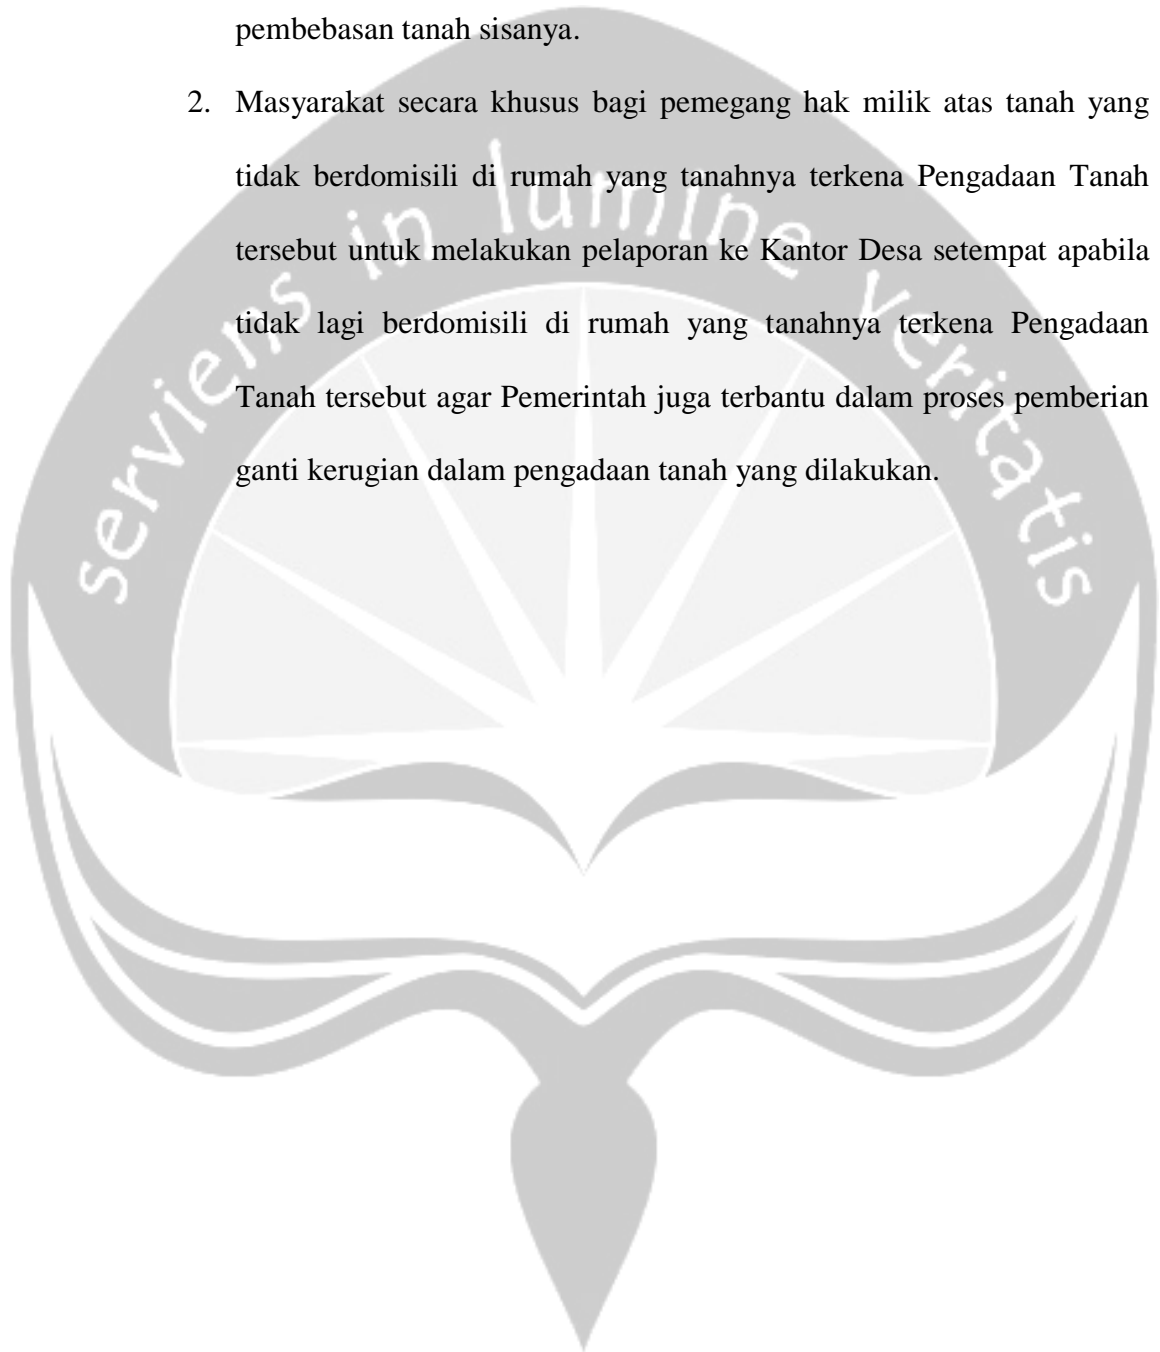 pembebasan tanah sisanya.
2. Masyarakat secara khusus bagi pemegang hak milik atas tanah yang
tidak berdomisili di rumah yang tanahnya terkena Pengadaan Tanah
tersebut untuk melakukan pelaporan ke Kantor Desa setempat apabila
tidak lagi berdomisili di rumah yang tanahnya terkena Pengadaan
Tanah tersebut agar Pemerintah juga terbantu dalam proses pemberian
ganti kerugian dalam pengadaan tanah yang dilakukan.
serviens in lumine veritatis